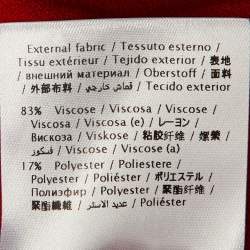 External fabric / Tessuto esterno /
Tissu extérieur / Tejido exterior / 表地
/ внешний материал / Oberstoff / 面料
/ 外部布料 / قماش خارجي / Tecido exterior
83% Viscose / Viscosa / Viscose /
Viscosa / Viscosa (e) / レーヨン /
Вискоза / Viskose / 粘胶纤维 / 嫘縈
/ فسكوز / Viscose / Viscose (a)
17% Polyester / Poliestere /
Polyester / Poliéster / ポリエステル /
Полиэфир / Polyester / 聚酯纤维 /
聚酯纖維 / عديد الاستر / Poliéster